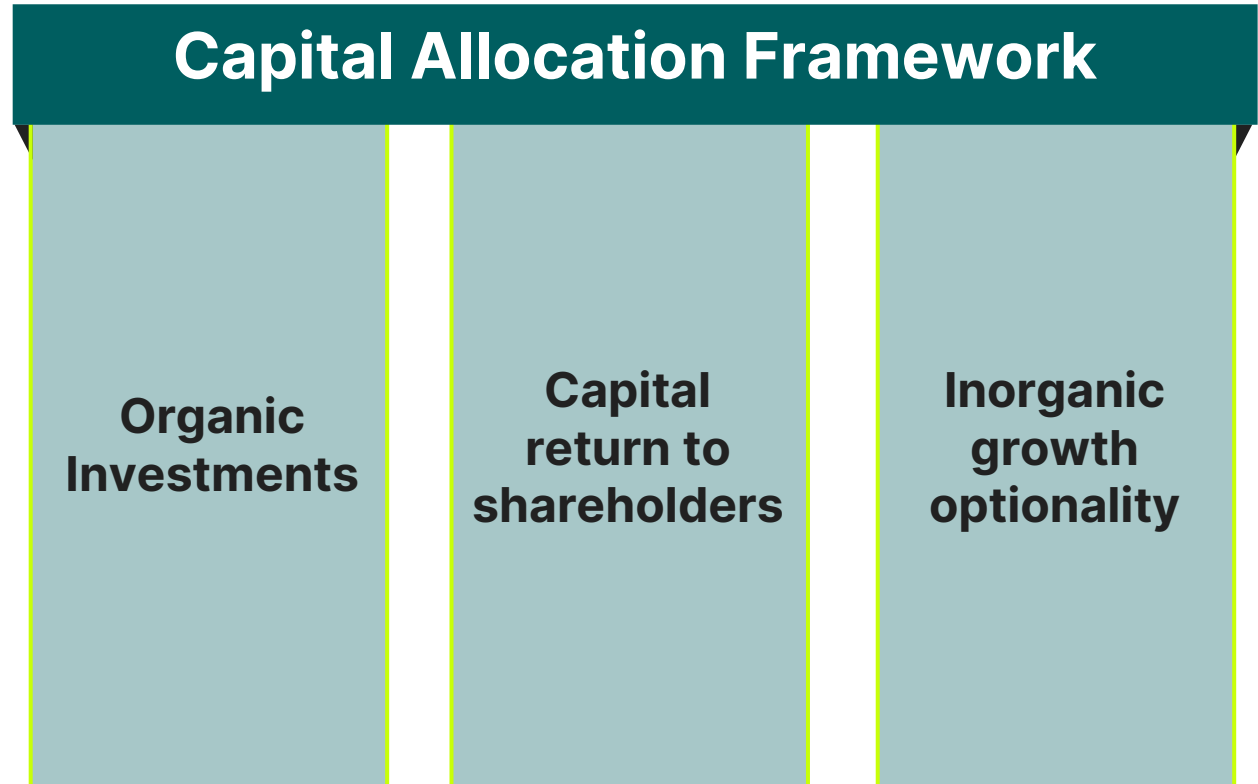 Capital Allocation Framework
Organic
Investments
Capital
return to
shareholders
Inorganic
growth
optionality